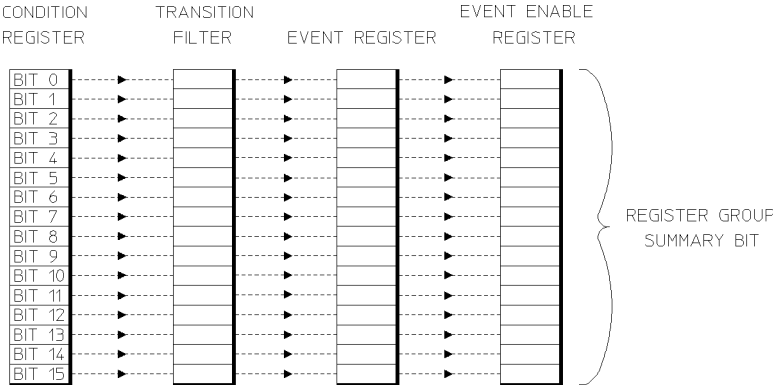 CONDITION
REGISTER
TRANSITION
FILTER
EVENT REGISTER
EVENT ENABLE
REGISTER
BIT 0
BIT 1
BIT 2
BIT 3
BIT 4
BIT 5
BIT 6
BIT 7
BIT 8
BIT 9
BIT 10
BIT 11
BIT 12
BIT 13
BIT 14
BIT 15
REGISTER GROUP
SUMMARY BIT